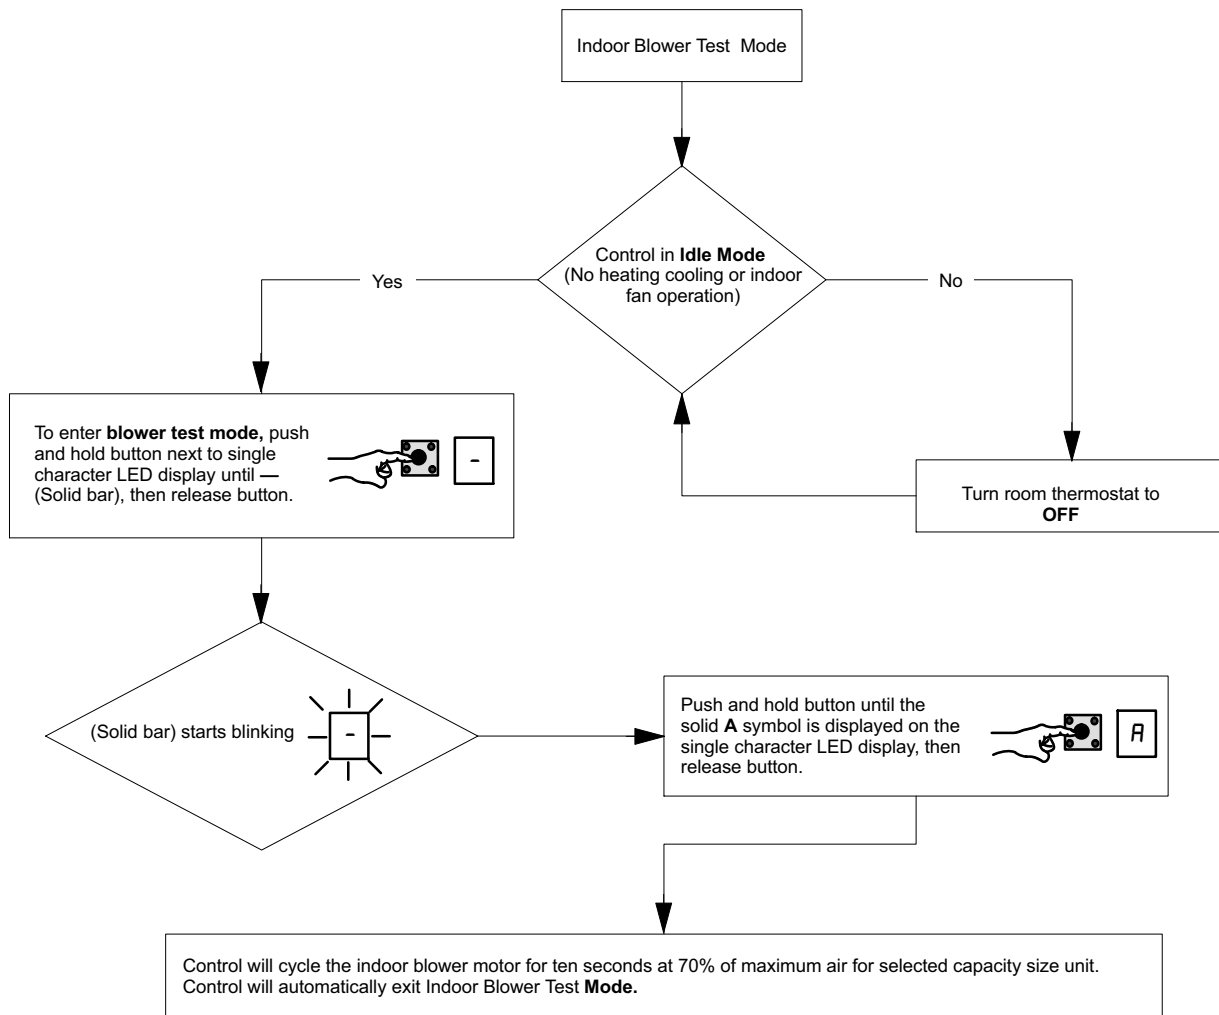 Indoor Blower Test Mode
Control in Idle Mode
(No heating cooling or indoor
fan operation)
Yes
No
To enter blower test mode, push
and hold button next to single
character LED display until —
(Solid bar), then release button.
-
Turn room thermostat to
OFF
(Solid bar) starts blinking
-
Push and hold button until the
solid A symbol is displayed on the
single character LED display, then
release button.
A
Control will cycle the indoor blower motor for ten seconds at 70% of maximum air for selected capacity size unit.
Control will automatically exit Indoor Blower Test Mode.